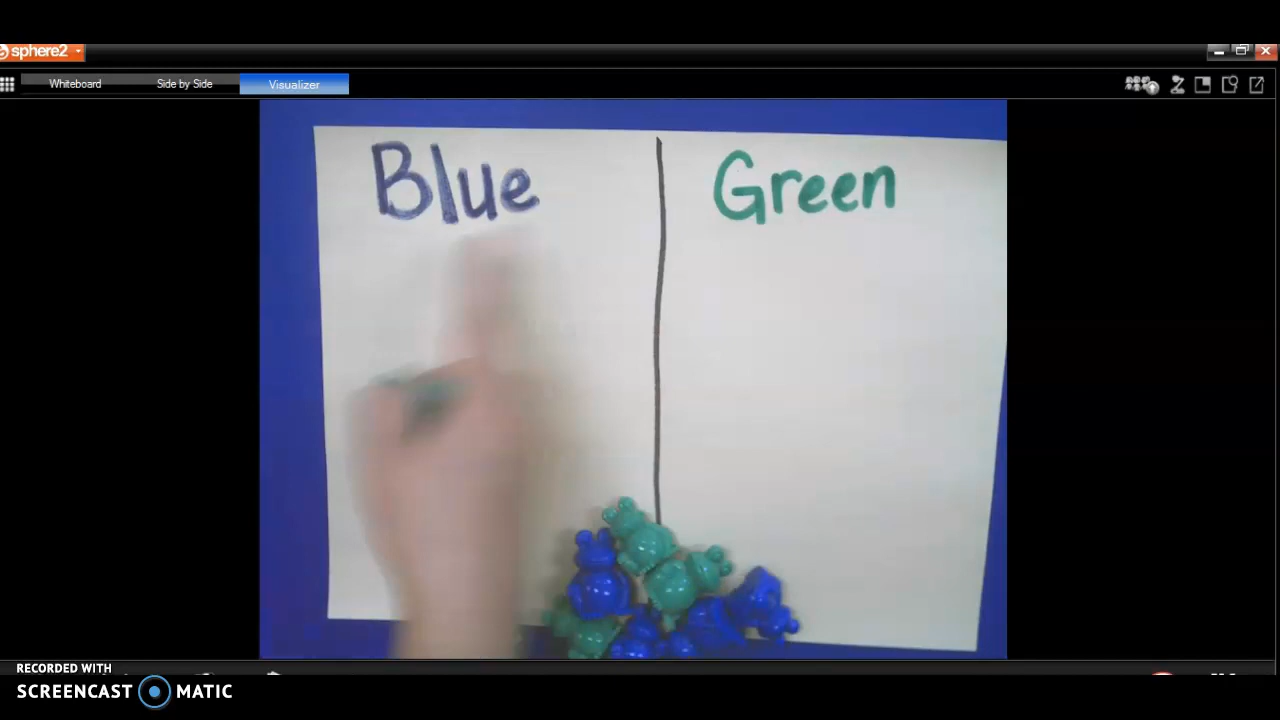 sphere2
Whiteboard Side by Side Visualizer
Blue Green
RECORDED WITH
SCREENCAST MATIC